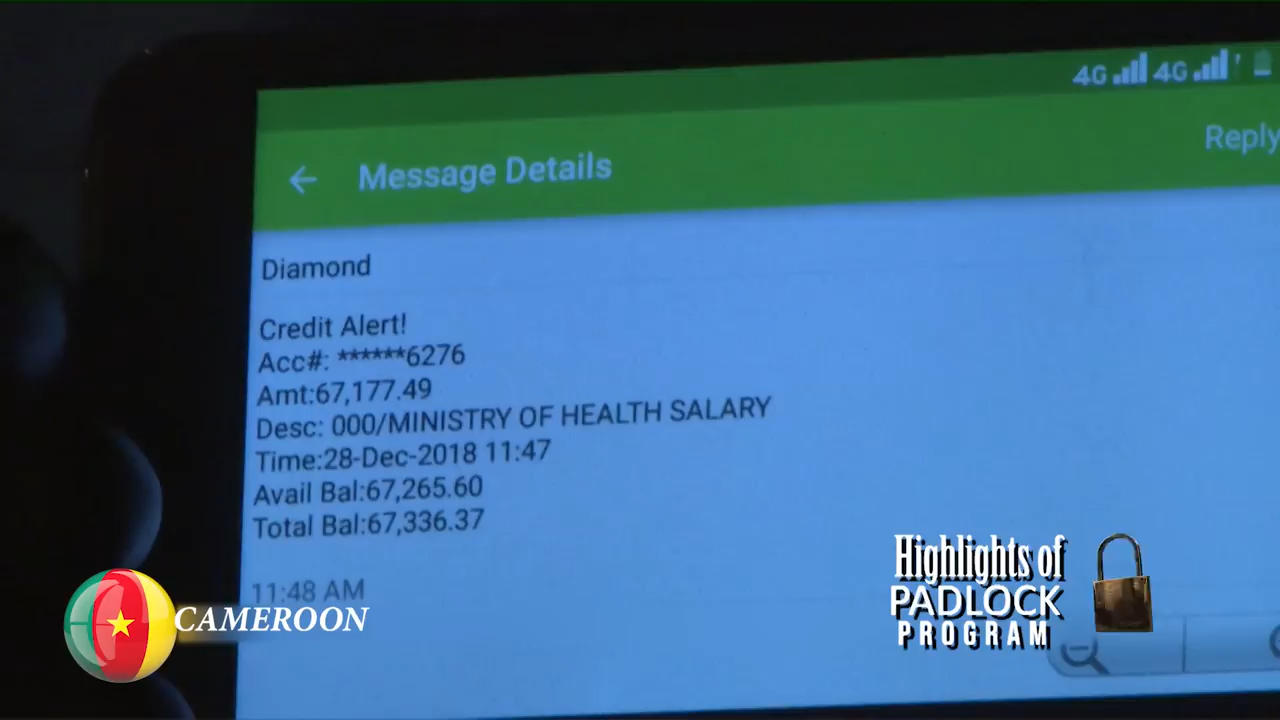 4G 4G
Reply
Message Details
Diamond
Credit Alert!
Acc#: ******6276
Amt:67,177.49
Desc: 000/MINISTRY OF HEALTH SALARY
Time:28-Dec-2018 11:47
Avail Bal:67,265.60
Total Bal:67,336.37
11:48 AM
CAMEROON
Highlights of
PADLOCK
PROGRAM